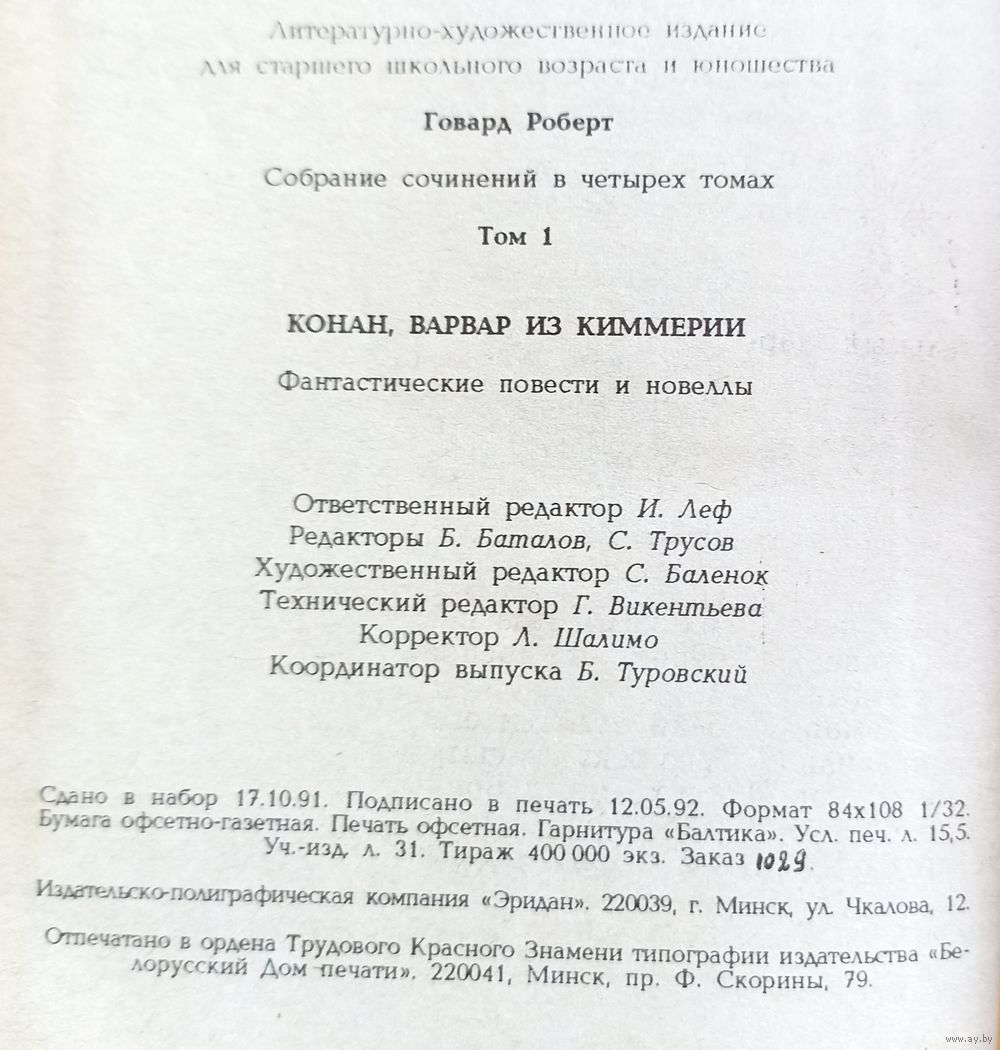 Литературно-художественное издание
для старшего школьного возраста и юношества
Говард Роберт
Собрание сочинений в четырех томах
Том 1
КОНАН, ВАРВАР ИЗ КИММЕРИИ
Фантастические повести и новеллы
Ответственный редактор И. Леф
Редакторы Б. Баталов, С. Трусов
Художественный редактор С. Баленок
Технический редактор Г. Викентьева
Корректор Л. Шалимо
Координатор выпуска Б. Туровский
Сдано в набор 17.10.91. Подписано в печать 12.05.92. Формат 84x108 1/32.
Бумага офсетно-газетная. Печать офсетная. Гарнитура «Балтика». Усл. печ. л. 15,5.
Уч.-изд. л. 31. Тираж 400 000 экз. Заказ 1029.
Издательско-полиграфическая компания «Эридан». 220039, г. Минск, ул. Чкалова, 12.
Отпечатано в ордена Трудового Красного Знамени типографии издательства «Бе-
лорусский Дом печати». 220041, Минск, пр. Ф. Скорины, 79.
www.ay.by